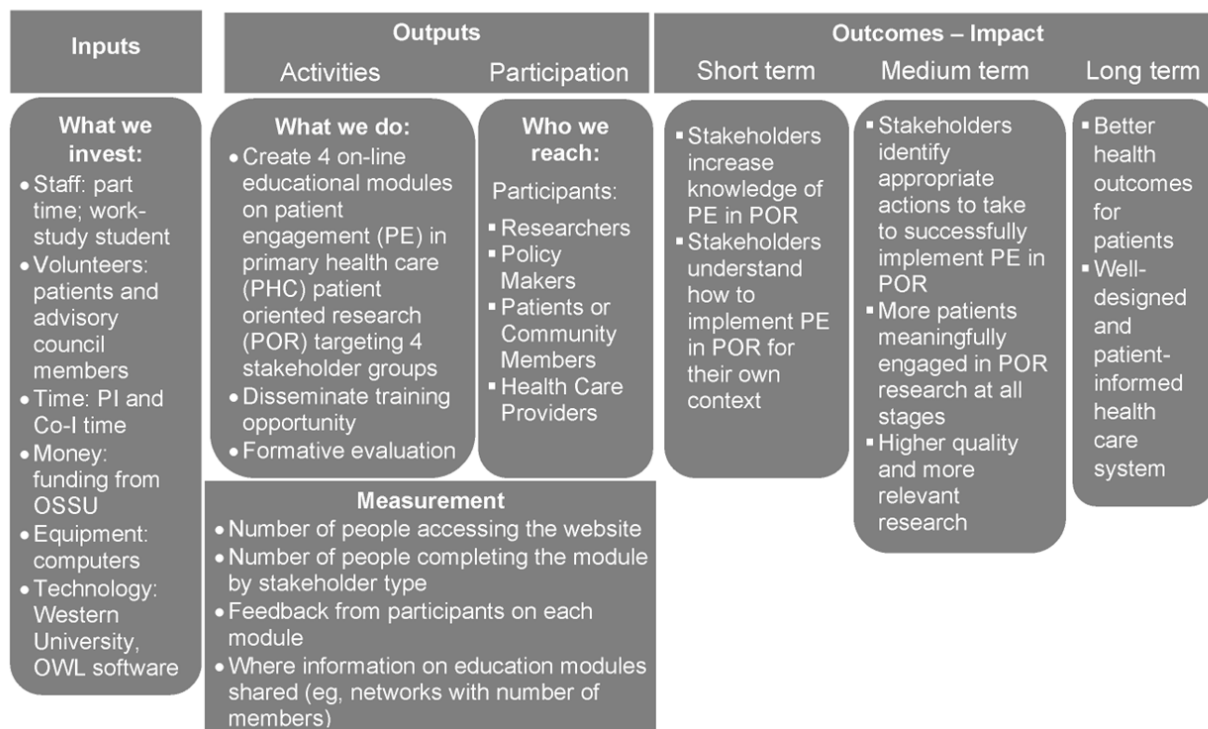 Inputs
Outputs
Activities
Participation
Outcomes – Impact
Short term
Medium term
Long term
What we
invest:
• Staff: part
time; work-
study student
• Volunteers:
patients and
advisory
council
members
• Time: PI and
Co-I time
• Money:
funding from
OSSU
• Equipment:
computers
• Technology:
Western
University,
OWL software
What we do:
• Create 4 on-line
educational modules
on patient
engagement (PE) in
primary health care
(PHC) patient
oriented research
(POR) targeting 4
stakeholder groups
• Disseminate training
opportunity
• Formative evaluation
Who we
reach:
Participants:
▪ Researchers
▪ Policy
Makers
▪ Patients or
Community
Members
▪ Health Care
Providers
Measurement
• Number of people accessing the website
• Number of people completing the module
by stakeholder type
• Feedback from participants on each
module
• Where information on education modules
shared (eg, networks with number of
members)
▪ Stakeholders
increase
knowledge of
PE in POR
▪ Stakeholders
understand
how to
implement PE
in POR for
their own
context
▪ Stakeholders
identify
appropriate
actions to take
to successfully
implement PE in
POR
▪ More patients
meaningfully
engaged in POR
research at all
stages
▪ Higher quality
and more
relevant
research
▪ Better
health
outcomes
for
patients
▪ Well-
designed
and
patient-
informed
health
care
system